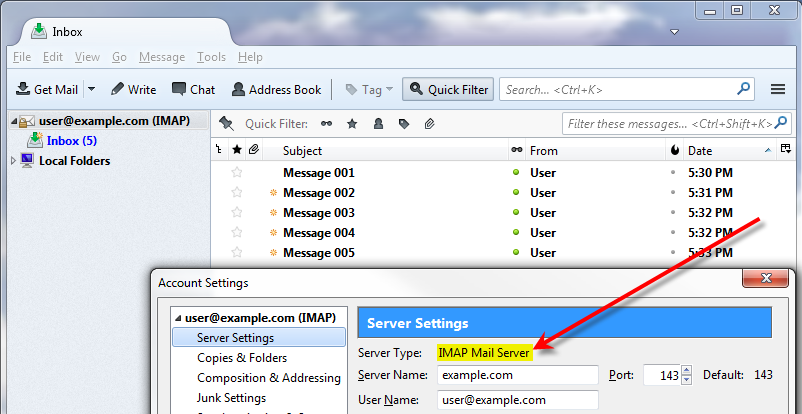 Inbox
File Edit View Go Message Tools Help
Get Mail Write Chat Address Book Tag Quick Filter Search... <Ctrl+K>
user@example.com (IMAP)
Inbox (5)
Local Folders
Quick Filter: Filter these messages... <Ctrl+Shift+K>
Subject From Date
Message 001 User 5:30 PM
Message 002 User 5:31 PM
Message 003 User 5:32 PM
Message 004 User 5:32 PM
Message 005 User 5:33 PM
Account Settings
user@example.com (IMAP)
Server Settings
Copies & Folders
Composition & Addressing
Junk Settings
Server Settings
Server Type: IMAP Mail Server
Server Name: example.com Port: 143 Default: 143
User Name: user@example.com